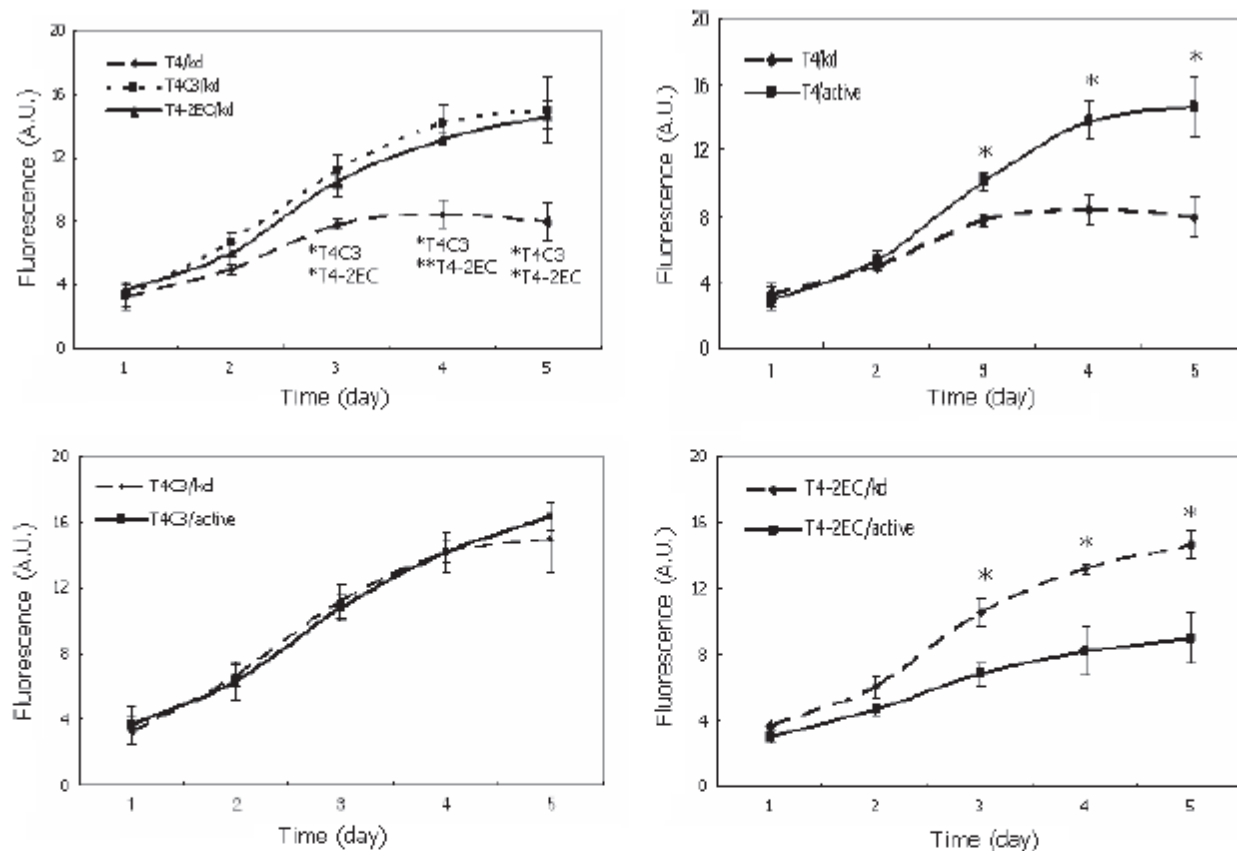 20
16
12
8
4
0
Fluorescence (A.U.)
T4/kd
T4C3/kd
T4-2EC/kd
*T4C3
*T4-2EC
*T4C3
**T4-2EC
*T4C3
*T4-2EC
1 2 3 4 5
Time (day)
20
16
12
8
4
0
Fluorescence (A.U.)
T4/kd
T4/active
* * *
1 2 3 4 5
Time (day)
20
16
12
8
4
0
Fluorescence (A.U.)
T4C3/kd
T4C3/active
1 2 3 4 5
Time (day)
20
16
12
8
4
0
Fluorescence (A.U.)
T4-2EC/kd
T4-2EC/active
* * *
1 2 3 4 5
Time (day)